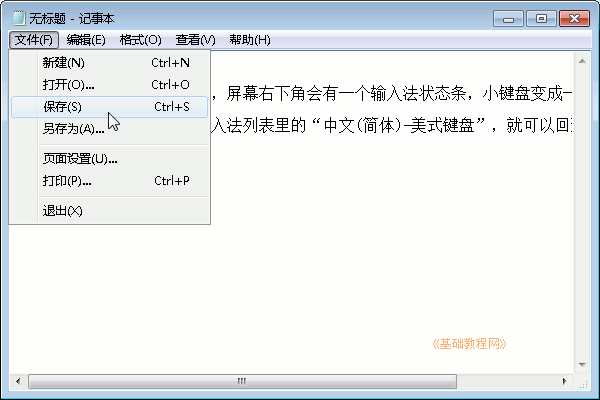 无标题 - 记事本
文件(F) 编辑(E) 格式(O) 查看(V) 帮助(H)
新建(N) Ctrl+N
打开(O)... Ctrl+O
保存(S) Ctrl+S
另存为(A)...
页面设置(U)...
打印(P)... Ctrl+P
退出(X)
，屏幕右下角会有一个输入法状态条，小键盘变成一
入法列表里的“中文(简体)-美式键盘”，就可以回
《基础教程网》